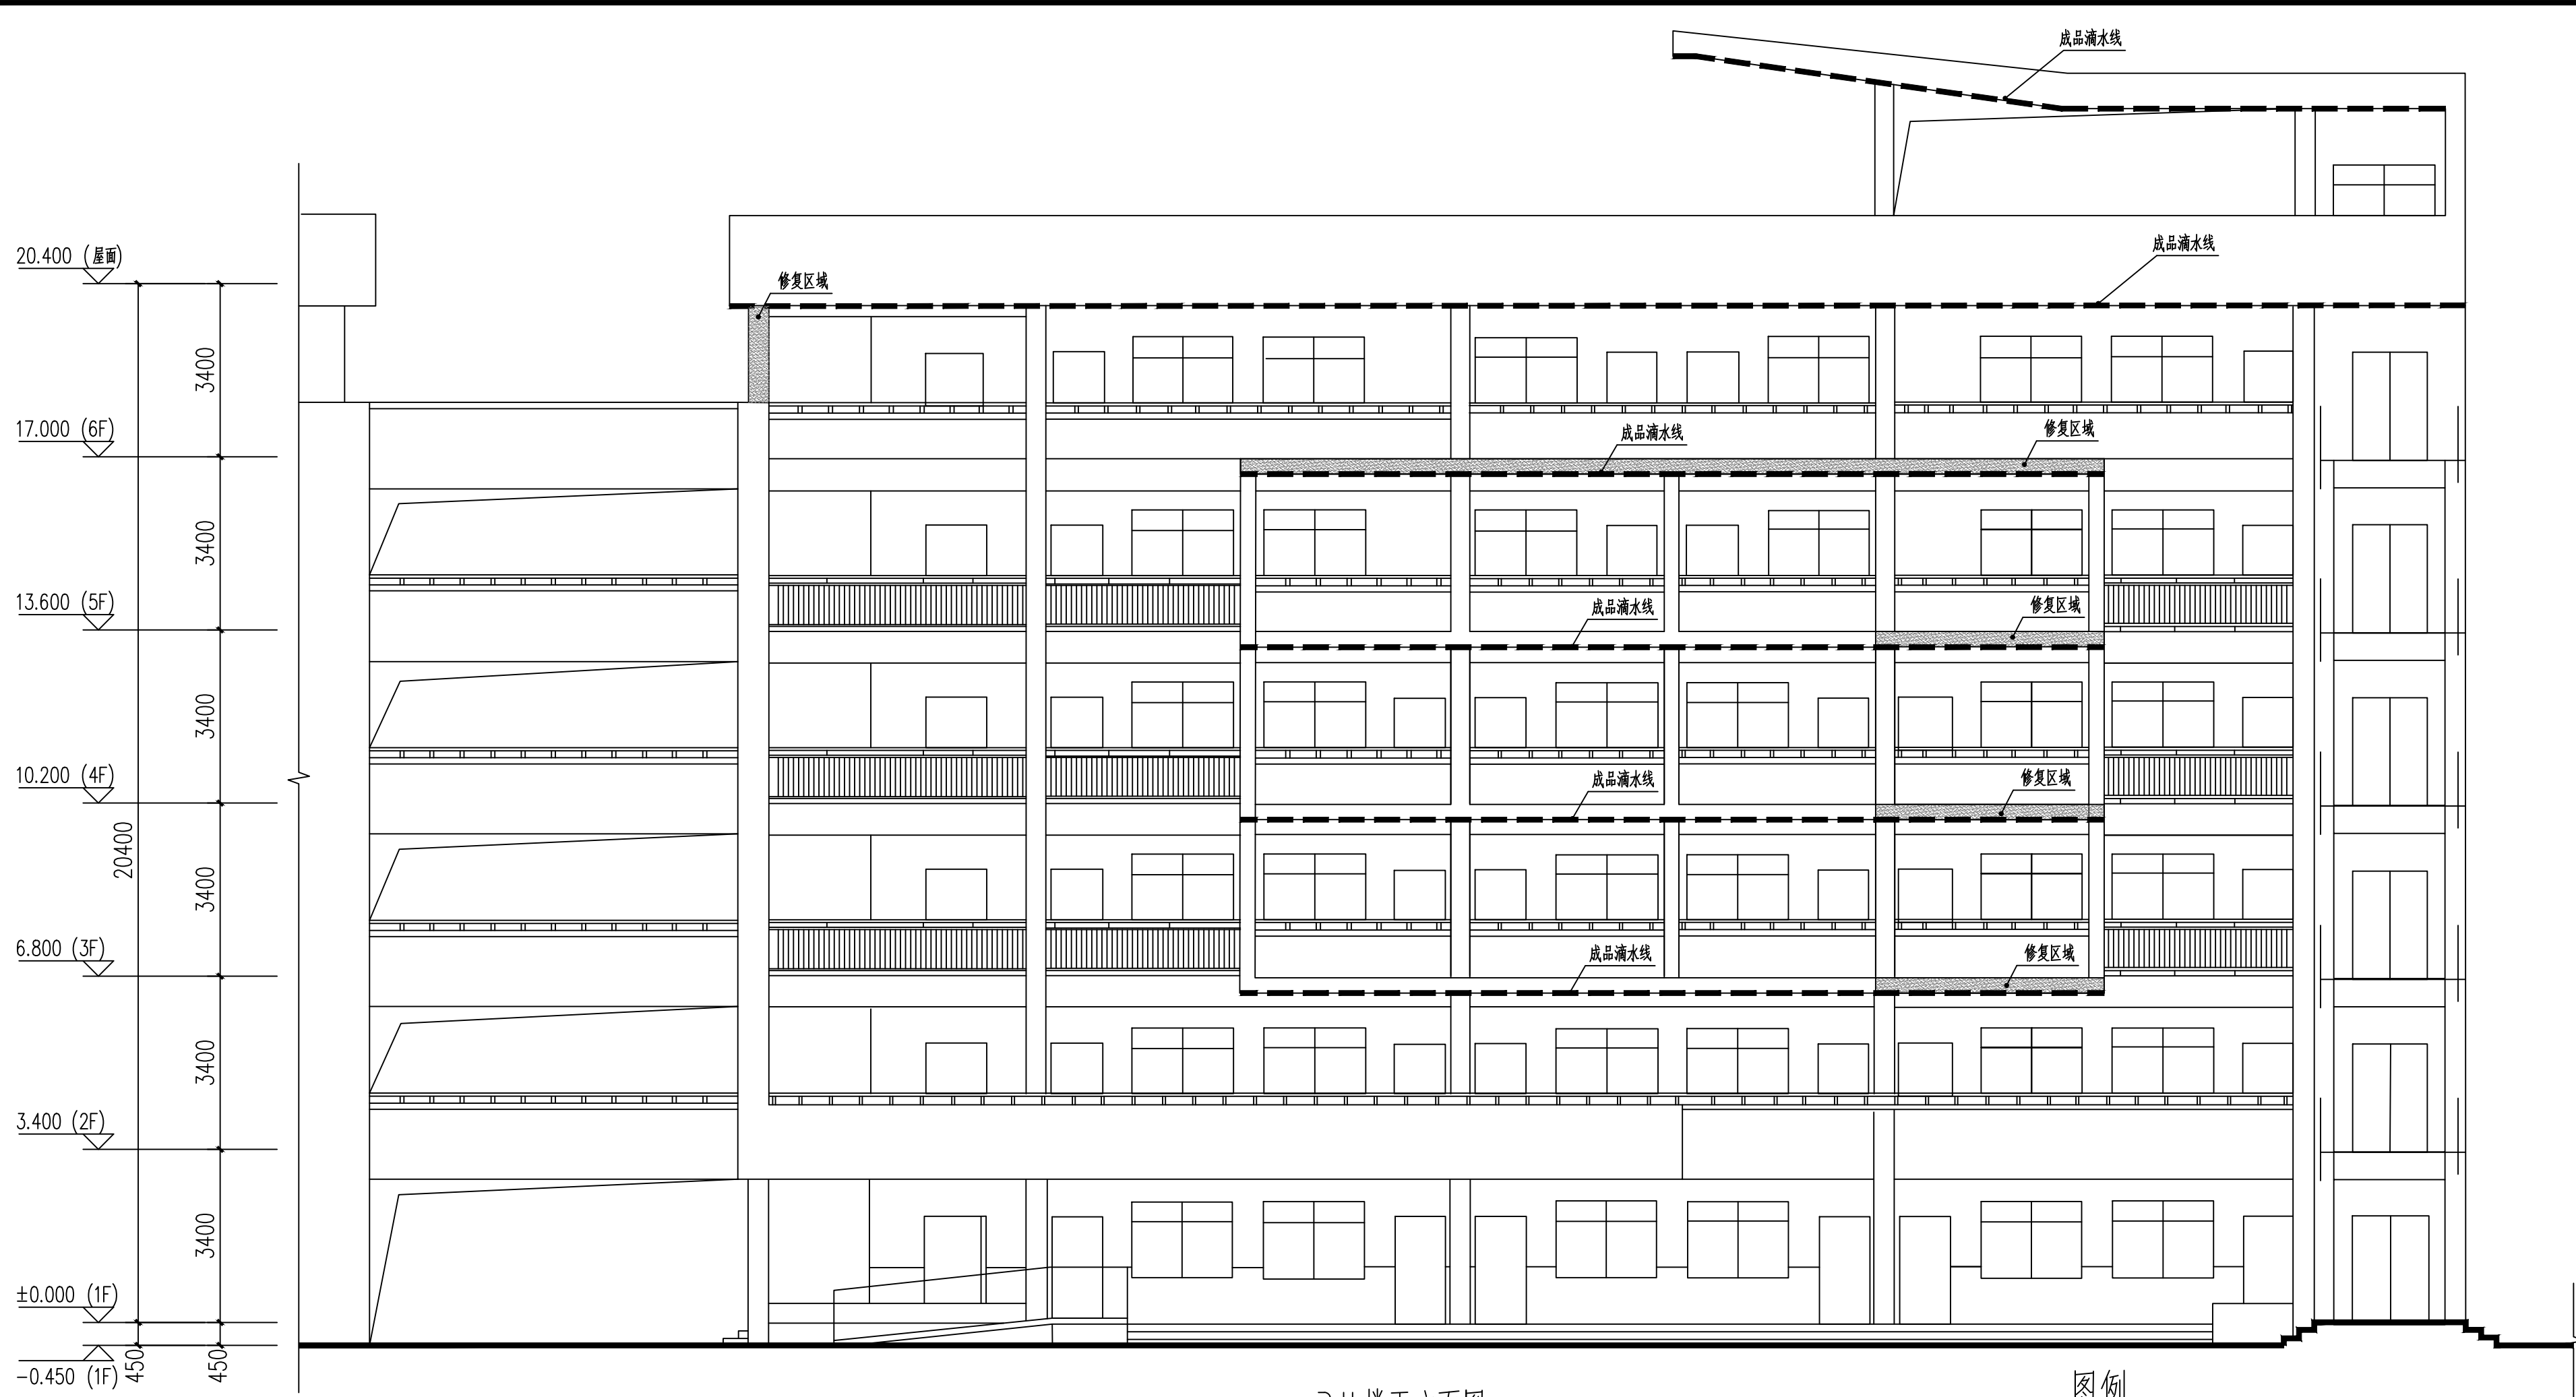 成品滴水线
成品滴水线
20.400 (屋面)
修复区域
3400
17.000 (6F)
成品滴水线
修复区域
3400
13.600 (5F)
成品滴水线
修复区域
3400
10.200 (4F)
成品滴水线
修复区域
20400
3400
6.800 (3F)
成品滴水线
修复区域
3400
3.400 (2F)
3400
±0.000 (1F)
450
450
-0.450 (1F)
图例